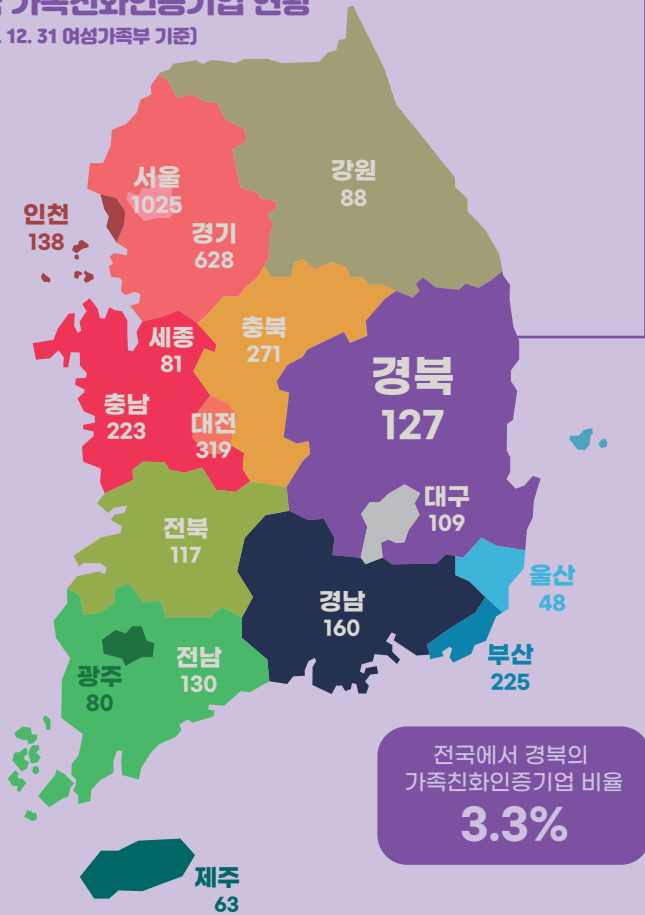 가족친화인증기업 현황
12. 31 여성가족부 기준)
서울
1025
강원
88
인천
138
경기
628
세종
81
충북
271
경북
127
충남
223
대전
319
대구
109
전북
117
울산
48
경남
160
부산
225
광주
80
전남
130
전국에서 경북의
가족친화인증기업 비율
3.3%
제주
63